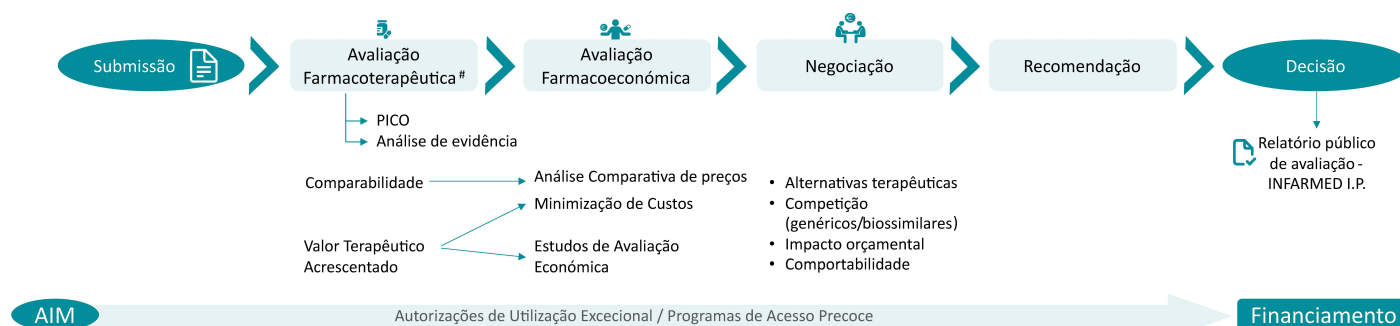 Submissão
Avaliação
Farmacoterapêutica #
Avaliação
Farmacoeconómica
Negociação
Recomendação
Decisão
PICO
Análise de evidência
Relatório público
de avaliação -
INFARMED I.P.
Comparabilidade
Análise Comparativa de preços
Minimização de Custos
Valor Terapêutico
Acrescentado
Estudos de Avaliação
Económica
• Alternativas terapêuticas
• Competição
(genéricos/biossimilares)
• Impacto orçamental
• Comportabilidade
AIM
Autorizações de Utilização Excecional / Programas de Acesso Precoce
Financiamento